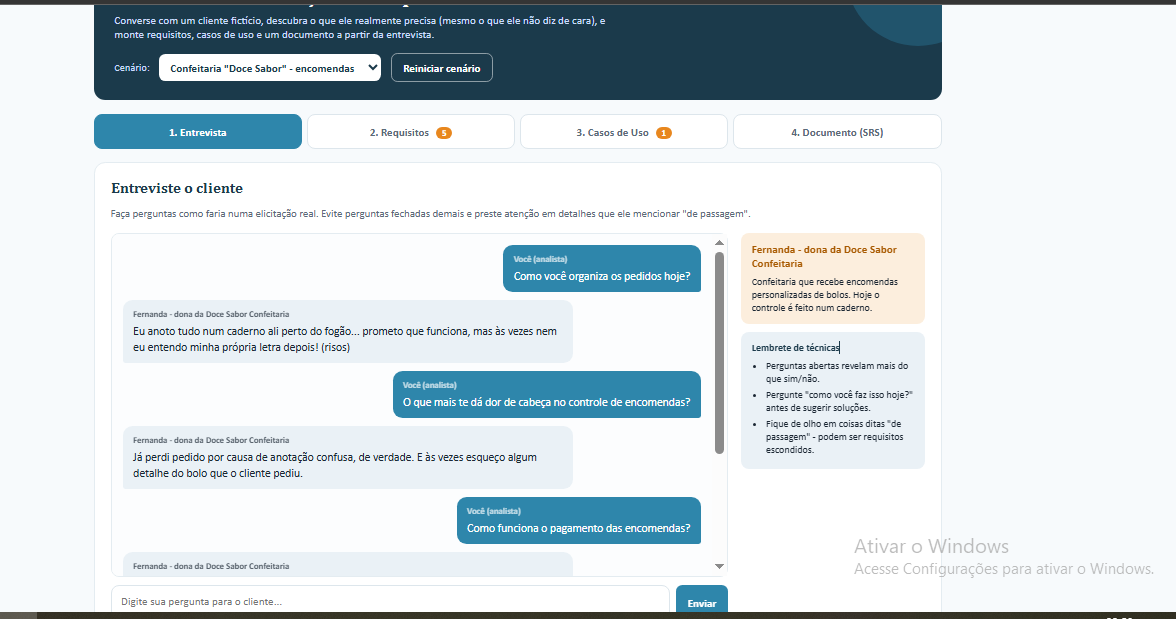 Converse com um cliente fictício, descubra o que ele realmente precisa (mesmo o que ele não diz de cara), e
monte requisitos, casos de uso e um documento a partir da entrevista.
Cenário:
Confeitaria "Doce Sabor" - encomendas
Reiniciar cenário
1. Entrevista
2. Requisitos 5
3. Casos de Uso 1
4. Documento (SRS)
Entreviste o cliente
Faça perguntas como faria numa elicitação real. Evite perguntas fechadas demais e preste atenção em detalhes que ele mencionar "de passagem".
Você (analista)
Como você organiza os pedidos hoje?
Fernanda - dona da Doce Sabor Confeitaria
Eu anoto tudo num caderno ali perto do fogão... prometo que funciona, mas às vezes nem
eu entendo minha própria letra depois! (risos)
Você (analista)
O que mais te dá dor de cabeça no controle de encomendas?
Fernanda - dona da Doce Sabor Confeitaria
Já perdi pedido por causa de anotação confusa, de verdade. E às vezes esqueço algum
detalhe do bolo que o cliente pediu.
Você (analista)
Como funciona o pagamento das encomendas?
Fernanda - dona da Doce Sabor Confeitaria
Digite sua pergunta para o cliente...
Enviar
Fernanda - dona da Doce Sabor
Confeitaria
Confeitaria que recebe encomendas
personalizadas de bolos. Hoje o
controle é feito num caderno.
Lembrete de técnicas
• Perguntas abertas revelam mais do
que sim/não.
• Pergunte "como você faz isso hoje?"
antes de sugerir soluções.
• Fique de olho em coisas ditas "de
passagem" - podem ser requisitos
escondidos.
Ativar o Windows
Acesse Configurações para ativar o Windows.